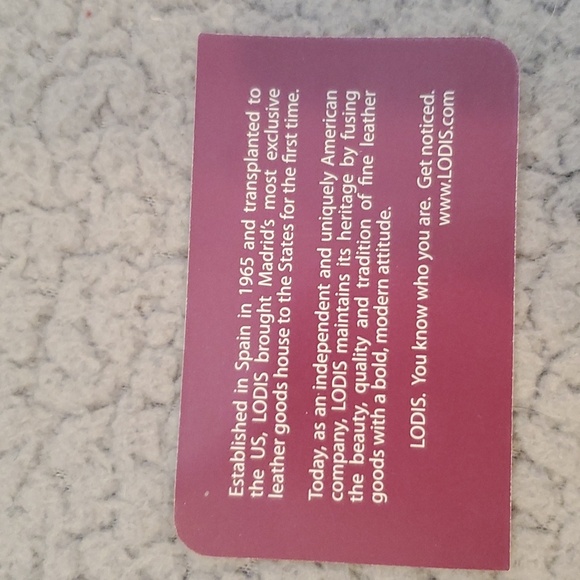 Established in Spain in 1965 and transplanted to
the US, LODIS brought Madrid's most exclusive
leather goods house to the States for the first time.
Today, as an independent and uniquely American
company, LODIS maintains its heritage by fusing
the beauty, quality and tradition of fine leather
goods with a bold, modern attitude.
LODIS. You know who you are. Get noticed.
www.LODIS.com